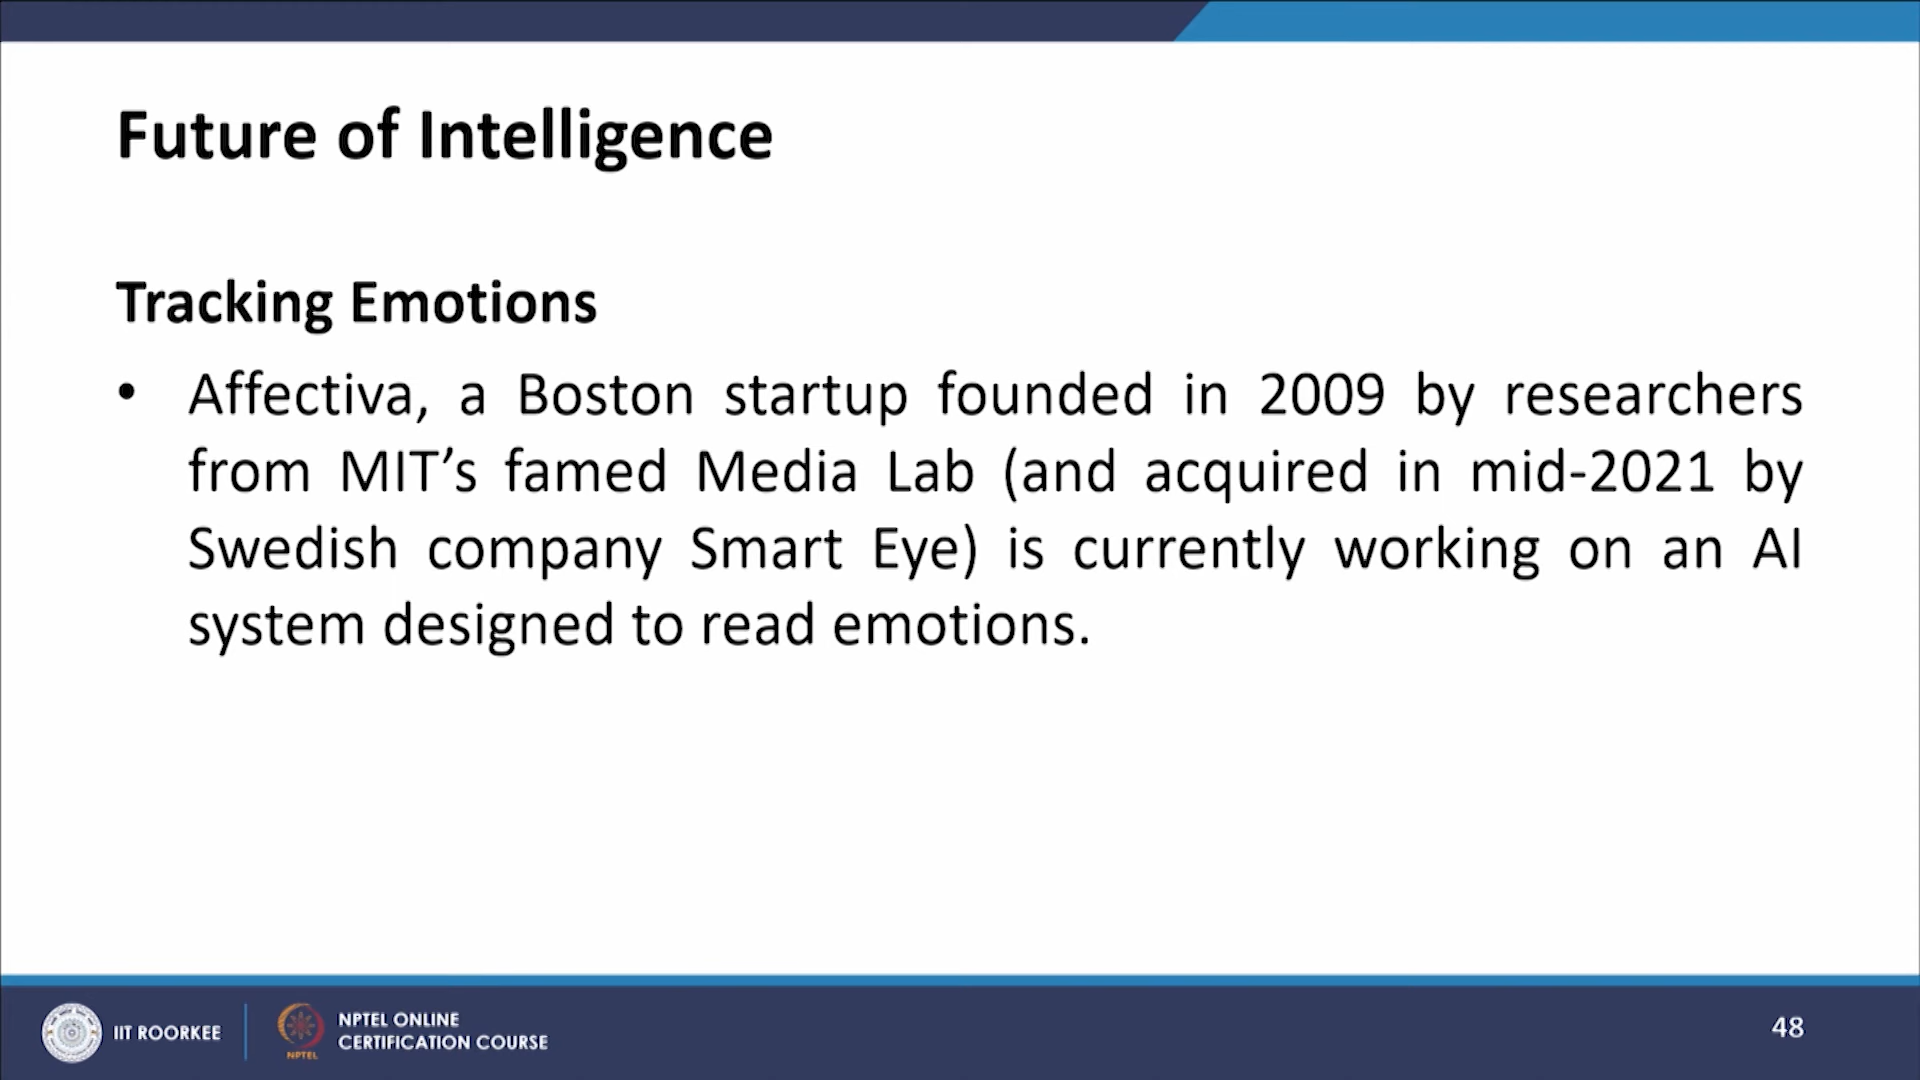 Future of Intelligence
Tracking Emotions
• Affectiva, a Boston startup founded in 2009 by researchers
from MIT’s famed Media Lab (and acquired in mid-2021 by
Swedish company Smart Eye) is currently working on an AI
system designed to read emotions.
IIT ROORKEE
NPTEL
NPTEL ONLINE
CERTIFICATION COURSE
48